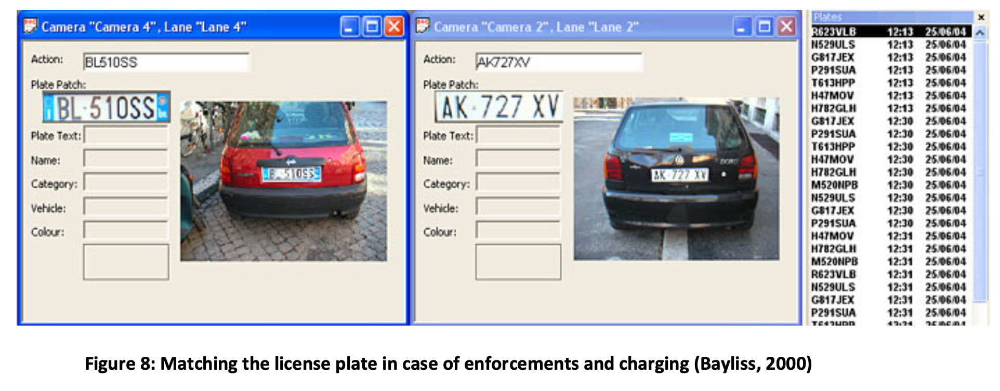 Camera "Camera 4", Lane "Lane 4"
Action: BL510SS
Plate Patch:
I BL·510SS bs
Plate Text:
Name:
Category:
Vehicle:
Colour:
BL 510SS
Camera "Camera 2", Lane "Lane 2"
Action: AK727XV
Plate Patch:
AK·727 XV
Plate Text:
Name:
Category:
Vehicle:
Colour:
AK·727 XV
Plates
R623VLB 12:13 25/06/04
N529ULS 12:13 25/06/04
G817JEX 12:13 25/06/04
P291SUA 12:13 25/06/04
T613HPP 12:13 25/06/04
H47MOV 12:13 25/06/04
H782GLH 12:13 25/06/04
G817JEX 12:30 25/06/04
P291SUA 12:30 25/06/04
T613HPP 12:30 25/06/04
H47MOV 12:30 25/06/04
H782GLH 12:30 25/06/04
M520NPB 12:30 25/06/04
N529ULS 12:30 25/06/04
G817JEX 12:30 25/06/04
P291SUA 12:30 25/06/04
H47MOV 12:31 25/06/04
H782GLH 12:31 25/06/04
M520NPB 12:31 25/06/04
R623VLB 12:31 25/06/04
N529ULS 12:31 25/06/04
G817JEX 12:31 25/06/04
P291SUA 12:31 25/06/04
T613HPP 12:31 25/06/04
Figure 8: Matching the license plate in case of enforcements and charging (Bayliss, 2000)